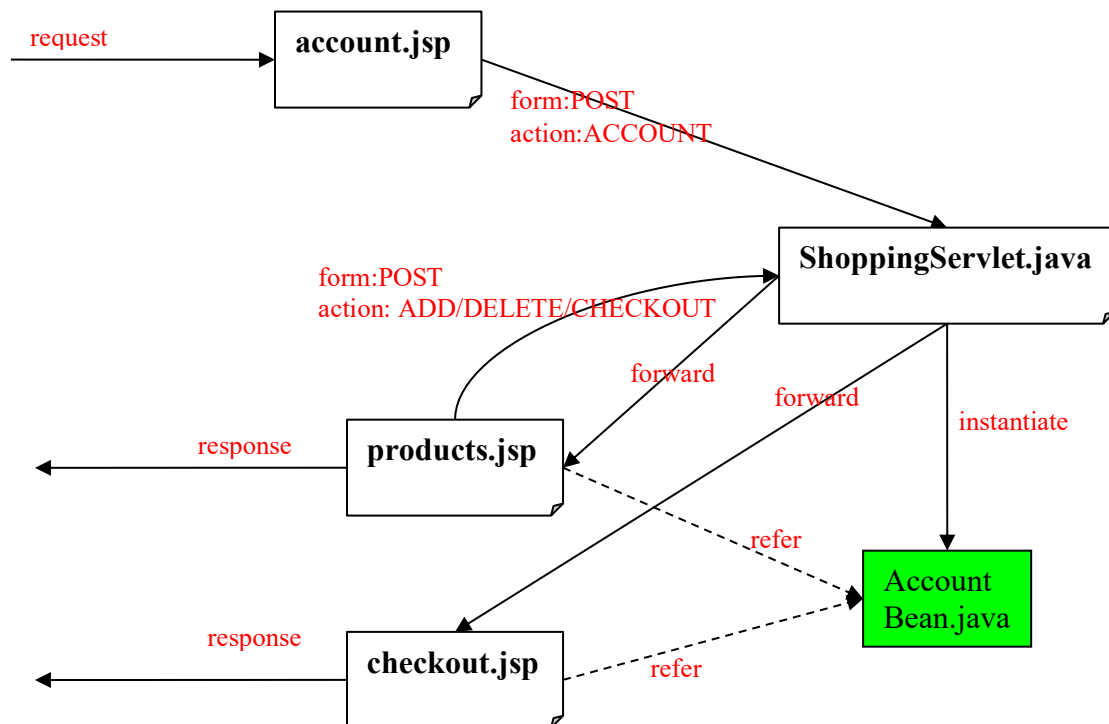 request
account.jsp
form:POST
action:ACCOUNT
ShoppingServlet.java
form:POST
action: ADD/DELETE/CHECKOUT
forward
forward
instantiate
response
products.jsp
refer
Account
Bean.java
response
checkout.jsp
refer